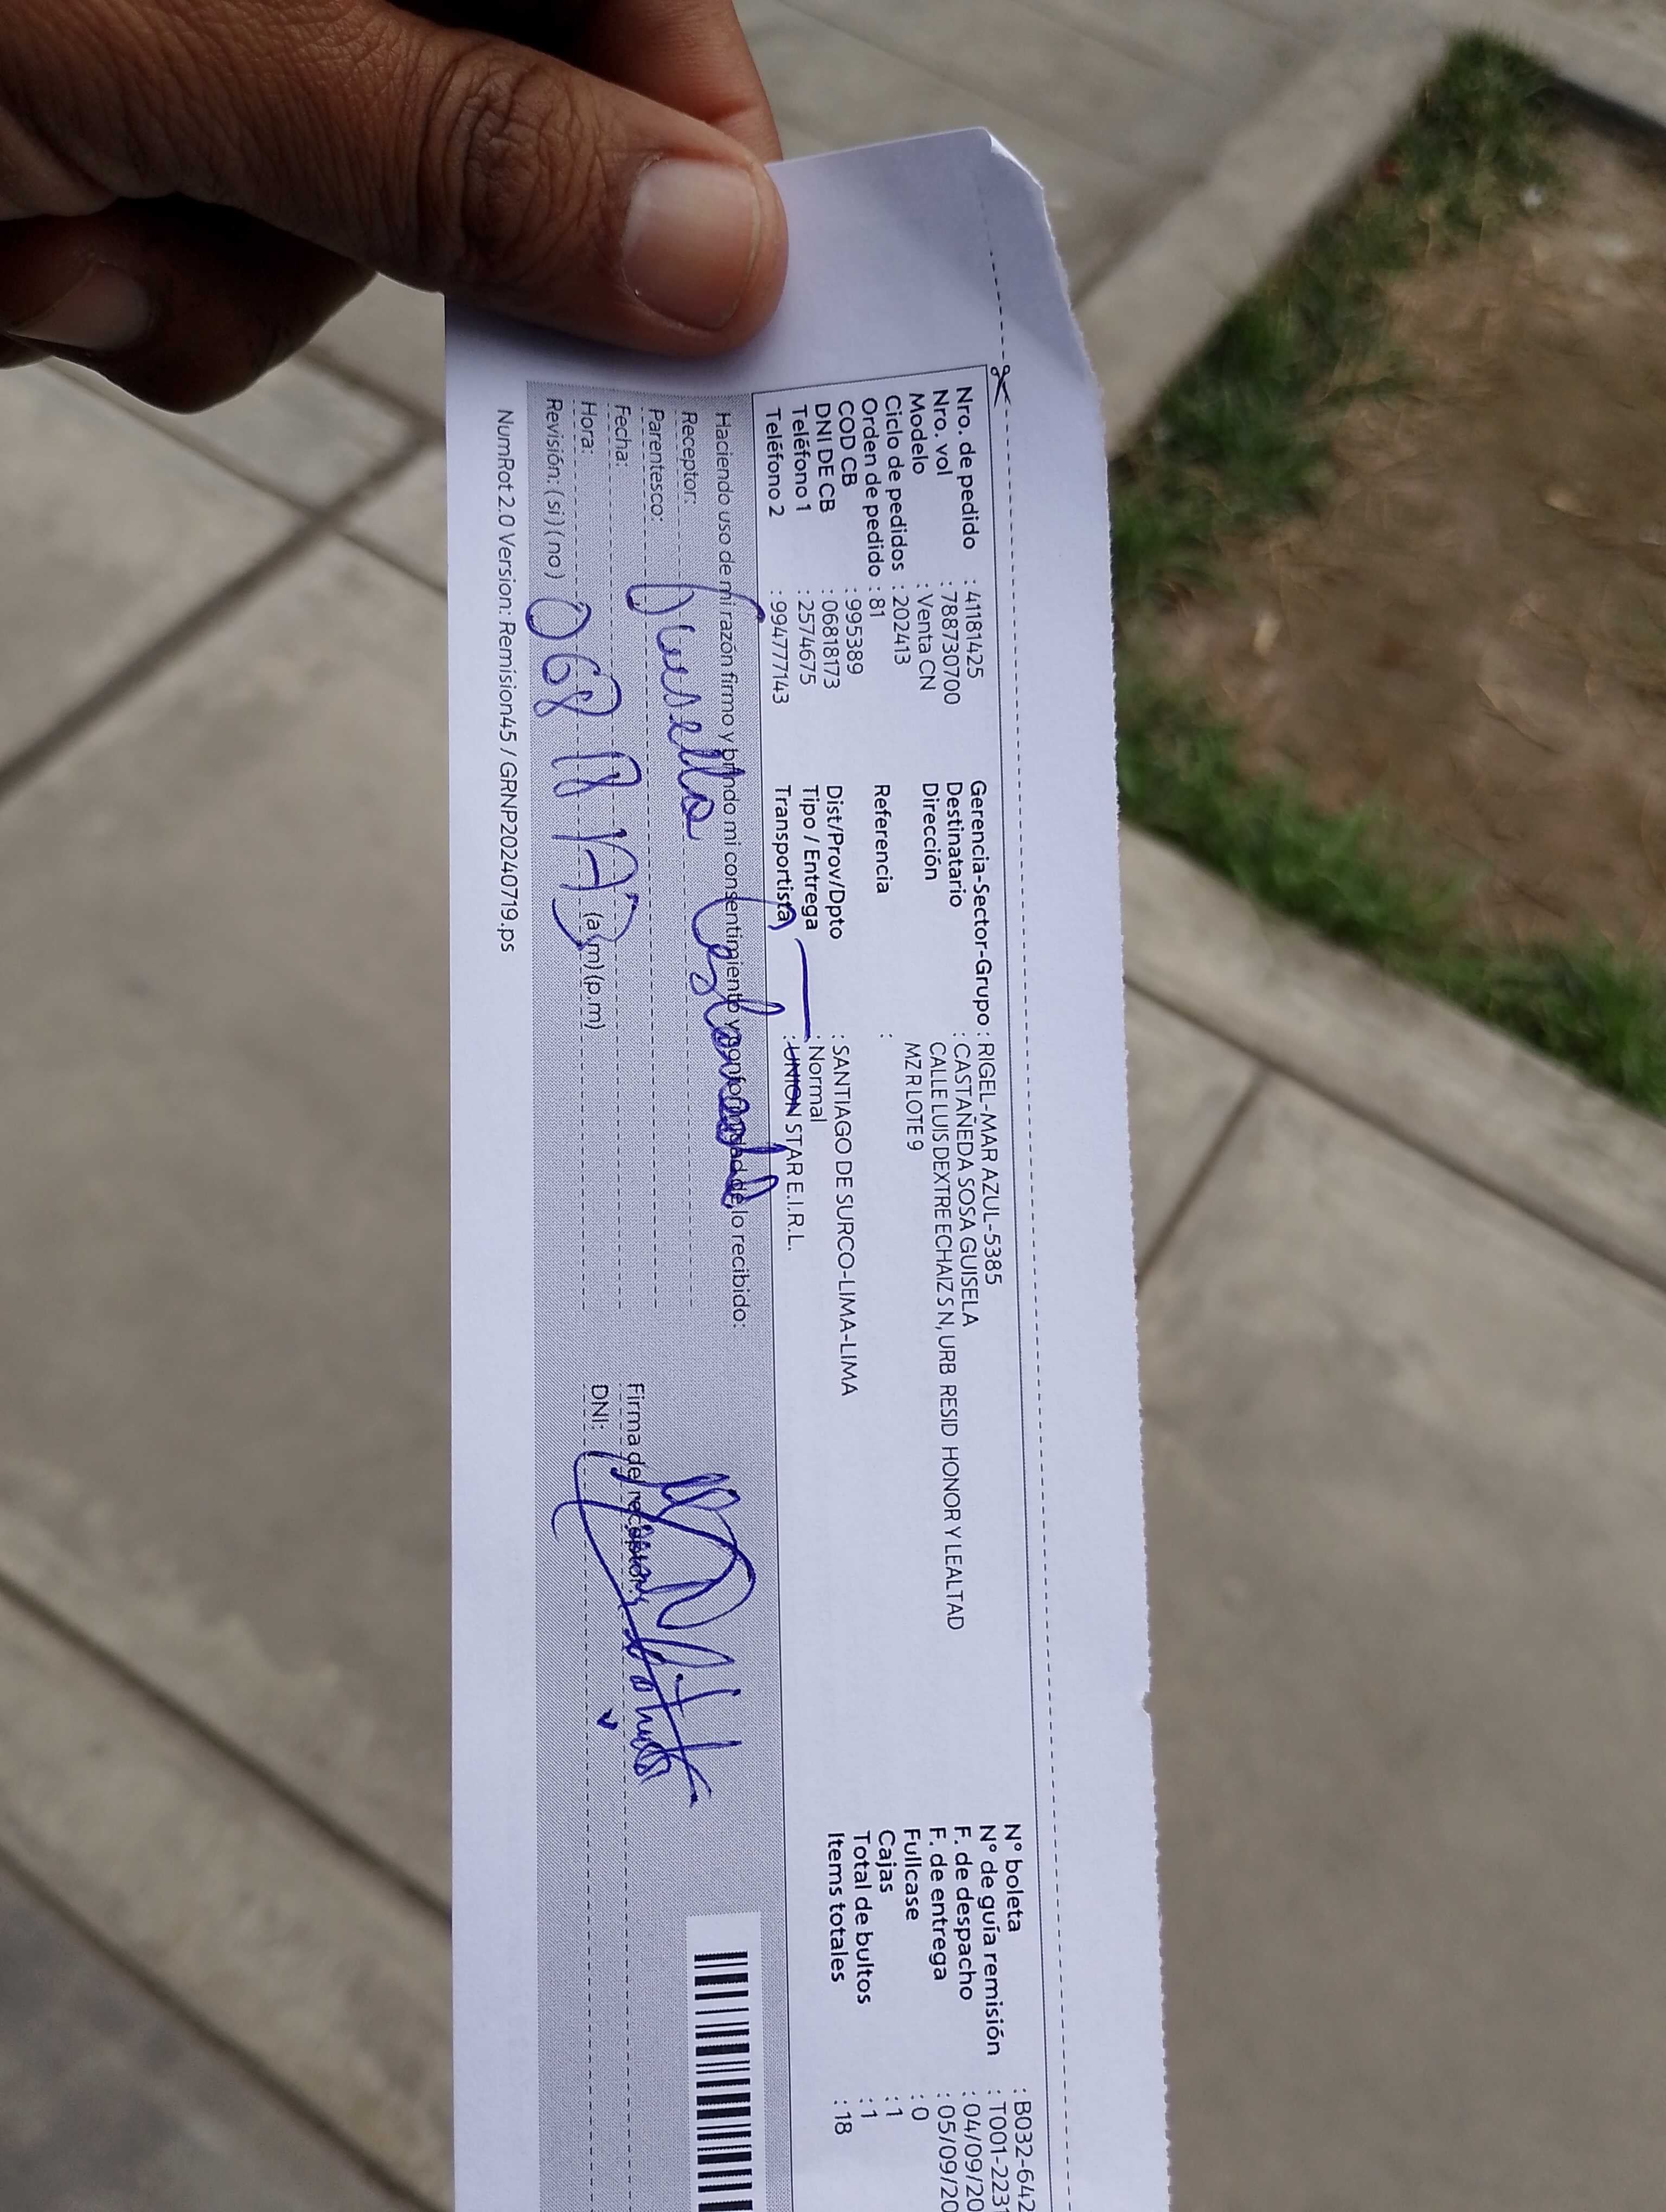 Nro. de pedido : 41181425
Nro. vol : 7887307​00
Modelo : Venta CN
Ciclo de pedidos : 202413
Orden de pedido : 81
COD CB : 995389
DNI DE CB : 06818173
Teléfono 1 : 2574675
Teléfono 2 : 994777143
Gerencia-Sector-Grupo : RIGEL-MAR AZUL-5385
Destinatario : CASTAÑEDA SOSA GUISELA
Dirección : CALLE LUIS DEXTRE ECHAIZ S N, URB RESID HONOR Y LEALTAD
MZ R LOTE 9
Referencia :
Dist/Prov/Dpto : SANTIAGO DE SURCO-LIMA-LIMA
Tipo / Entrega : Normal
Transportista : UNION STAR E.I.R.L.
N° boleta : B032-642
N° de guía remisión : T001-223
F. de despacho : 04/09/20
F. de entrega : 05/09/20
Fullcase : 0
Cajas : 1
Total de bultos : 1
Items totales : 18
Haciendo uso de mi razón firmo y brindo mi consentimiento y conformidad de lo recibido:
Receptor:
Parentesco:
Fecha:
Hora: (a.m) (p.m)
Revisión: (si) (no)
Firma del receptor:
DNI:
NumRot 2.0 Version: Remision45 / GRNP20240719.ps